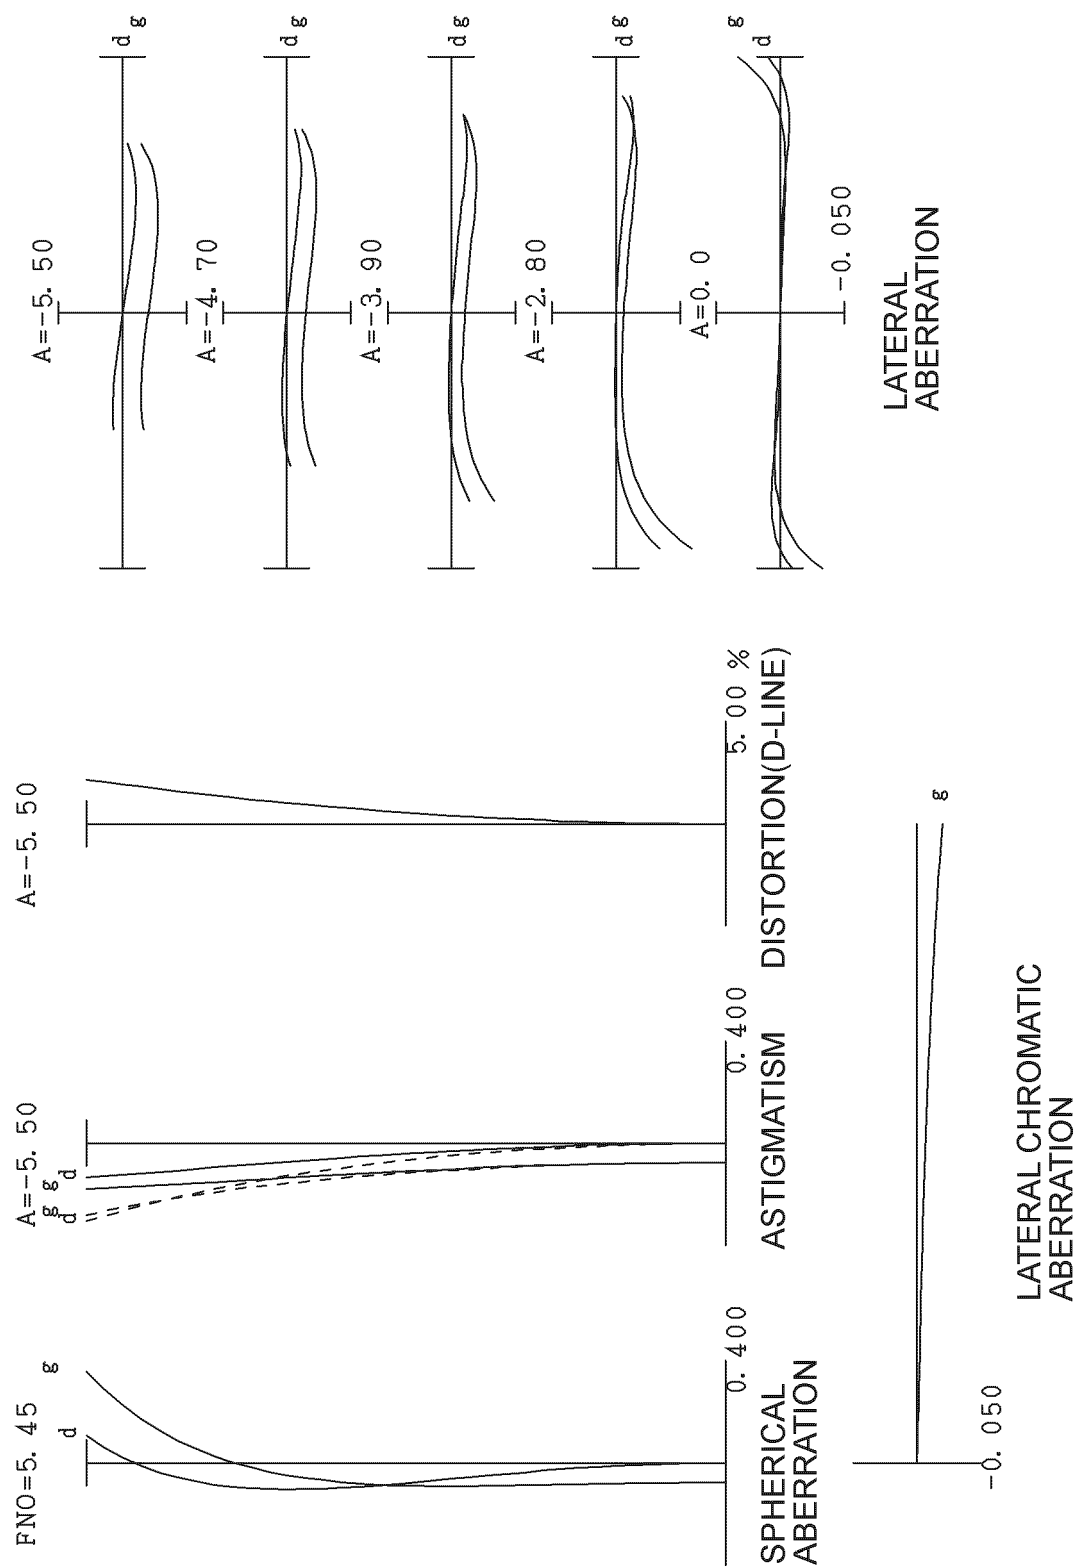 FNO=5. 45
d
g
0. 400
SPHERICAL
ABERRATION
A=-5. 50
d
g
g
d
0. 400
ASTIGMATISM
A=-5. 50
5. 00 %
DISTORTION(D-LINE)
A=-5. 50
d g
A=-4. 70
d g
A=-3. 90
d g
A=-2. 80
d g
A=0. 0
g
d
-0. 050
LATERAL
ABERRATION
g
-0. 050
LATERAL CHROMATIC
ABERRATION